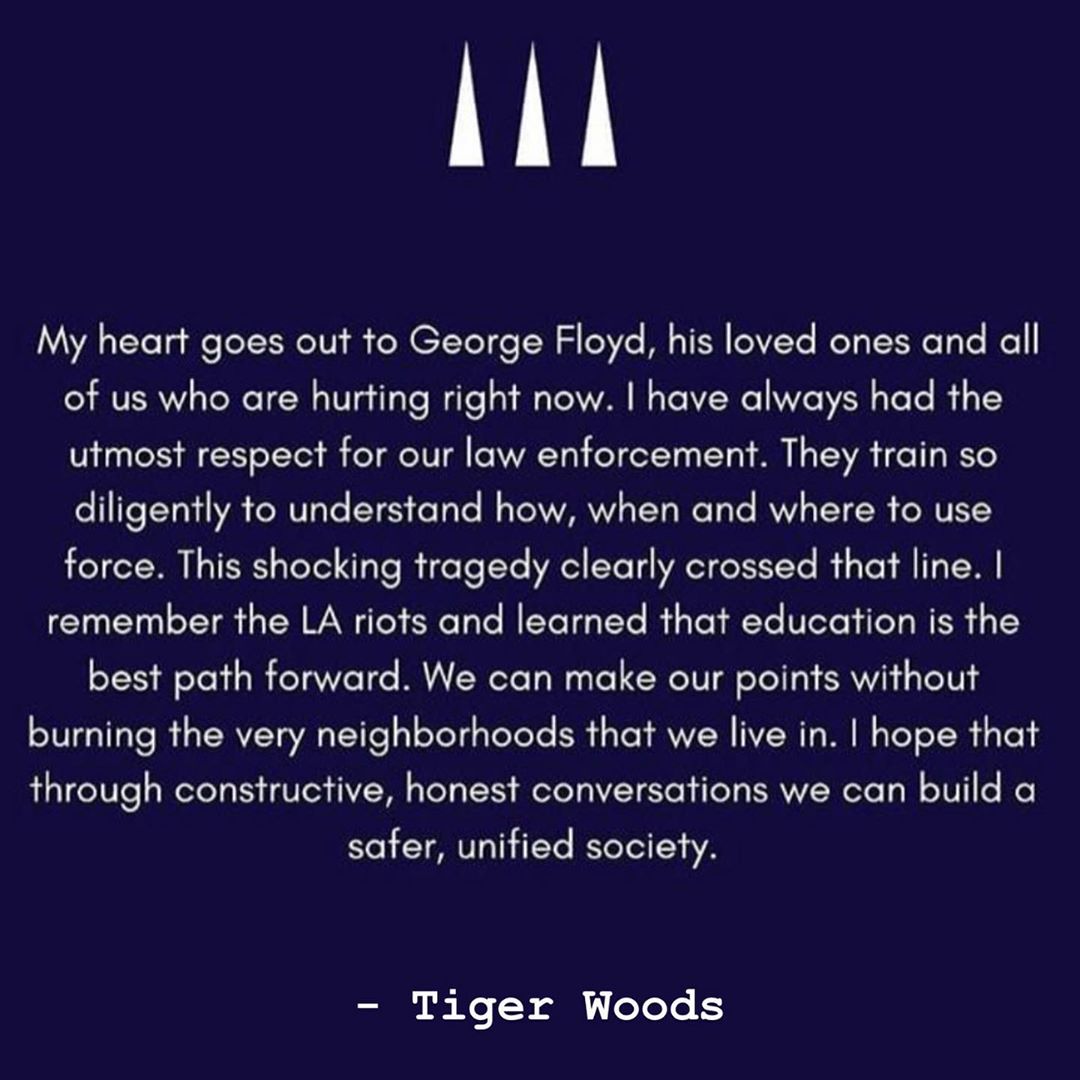 My heart goes out to George Floyd, his loved ones and all
of us who are hurting right now. I have always had the
utmost respect for our law enforcement. They train so
diligently to understand how, when and where to use
force. This shocking tragedy clearly crossed that line. I
remember the LA riots and learned that education is the
best path forward. We can make our points without
burning the very neighborhoods that we live in. I hope that
through constructive, honest conversations we can build a
safer, unified society.
- Tiger Woods